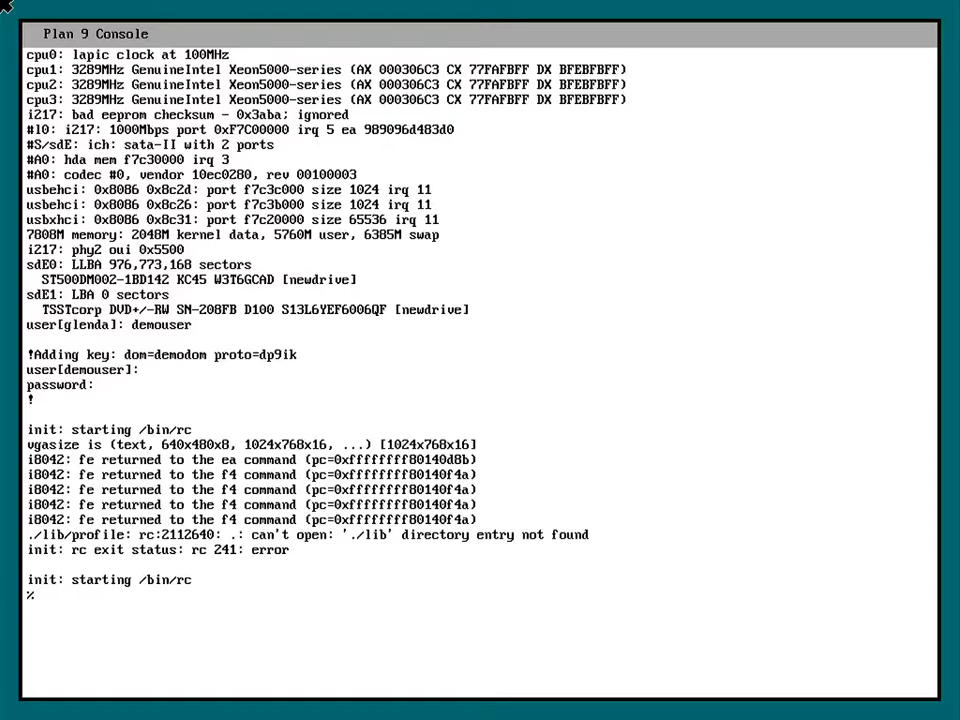 Plan 9 Console
cpu0: lapic clock at 100MHz
cpu1: 3289MHz GenuineIntel Xeon5000-series (AX 000306C3 CX 77FAFBFF DX BFEBFBFF)
cpu2: 3289MHz GenuineIntel Xeon5000-series (AX 000306C3 CX 77FAFBFF DX BFEBFBFF)
cpu3: 3289MHz GenuineIntel Xeon5000-series (AX 000306C3 CX 77FAFBFF DX BFEBFBFF)
i217: bad eeprom checksum - 0x3aba; ignored
#l0: i217: 1000Mbps port 0xF7C00000 irq 5 ea 989096d483d0
#S/sdE: ich: sata-II with 2 ports
#A0: hda mem f7c30000 irq 3
#A0: codec #0, vendor 10ec0280, rev 00100003
usbehci: 0x8086 0x8c2d: port f7c3c000 size 1024 irq 11
usbehci: 0x8086 0x8c26: port f7c3b000 size 1024 irq 11
usbxhci: 0x8086 0x8c31: port f7c20000 size 65536 irq 11
7808M memory: 2048M kernel data, 5760M user, 6385M swap
i217: phy2 oui 0x5500
sdE0: LLBA 976,773,168 sectors
ST500DM002-1BD142 KC45 W3T6GCAD [newdrive]
sdE1: LBA 0 sectors
TSSTcorp DVD+/-RW SN-208FB D100 S13L6YEF6006QF [newdrive]
user[glenda]: demouser
!Adding key: dom=demodom proto=dp9ik
user[demouser]:
password:
!
init: starting /bin/rc
vgasize is (text, 640x480x8, 1024x768x16, ...) [1024x768x16]
i8042: fe returned to the ea command (pc=0xffffffff80140d8b)
i8042: fe returned to the f4 command (pc=0xffffffff80140f4a)
i8042: fe returned to the f4 command (pc=0xffffffff80140f4a)
i8042: fe returned to the f4 command (pc=0xffffffff80140f4a)
i8042: fe returned to the f4 command (pc=0xffffffff80140f4a)
./lib/profile: rc:2112640: .: can't open: './lib' directory entry not found
init: rc exit status: rc 241: error
init: starting /bin/rc
%